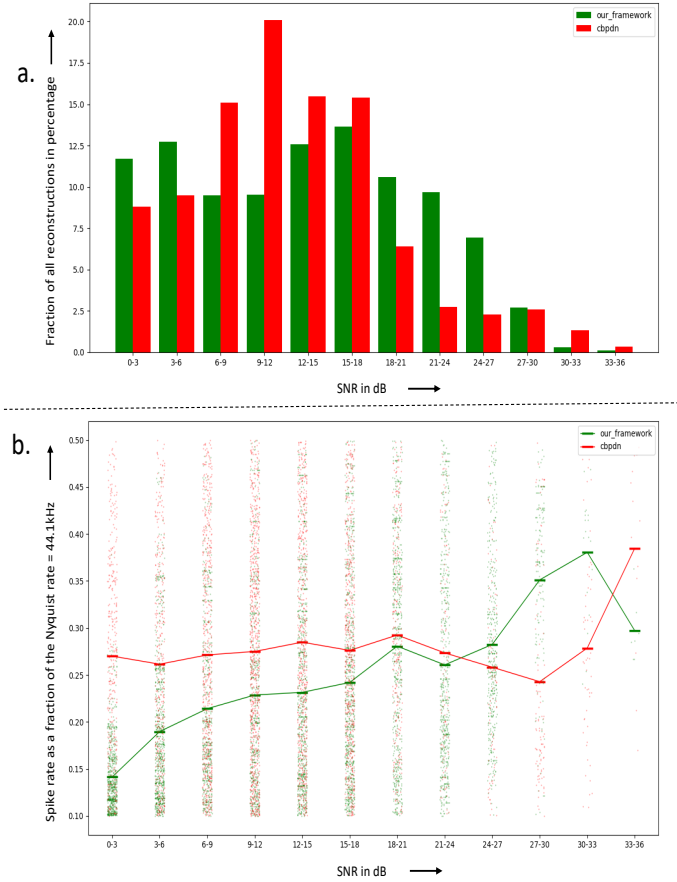 a.
Fraction of all reconstructions in percentage
20.0
17.5
15.0
12.5
10.0
7.5
5.0
2.5
0.0
our_framework
cbpdn
0-3 3-6 6-9 9-12 12-15 15-18 18-21 21-24 24-27 27-30 30-33 33-36
SNR in dB
b.
Spike rate as a fraction of the Nyquist rate = 44.1kHz
0.50
0.45
0.40
0.35
0.30
0.25
0.20
0.15
0.10
our_framework
cbpdn
0-3 3-6 6-9 9-12 12-15 15-18 18-21 21-24 24-27 27-30 30-33 33-36
SNR in dB